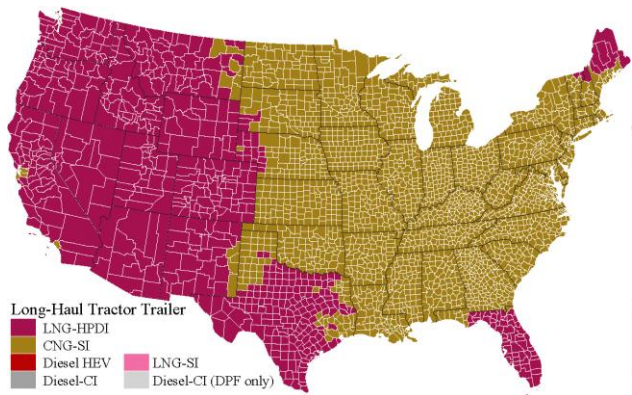 Long-Haul Tractor Trailer
LNG-HPDI
CNG-SI
Diesel HEV LNG-SI
Diesel-CI Diesel-CI (DPF only)